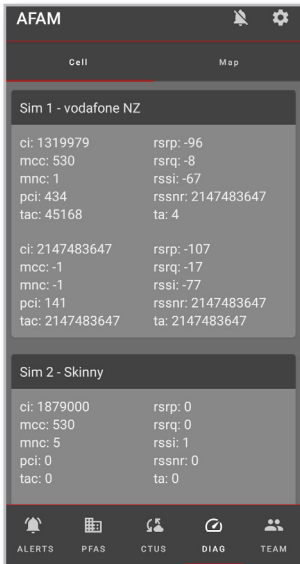 AFAM
Cell Map
Sim 1 - vodafone NZ
ci: 1319979 rsrp: -96
mcc: 530 rsrq: -8
mnc: 1 rssi: -67
pci: 434 rssnr: 2147483647
tac: 45168 ta: 4
ci: 2147483647 rsrp: -107
mcc: -1 rsrq: -17
mnc: -1 rssi: -77
pci: 141 rssnr: 2147483647
tac: 2147483647 ta: 2147483647
Sim 2 - Skinny
ci: 1879000 rsrp: 0
mcc: 530 rsrq: 0
mnc: 5 rssi: 1
pci: 0 rssnr: 0
tac: 0 ta: 0
ALERTS PFAS CTUS DIAG TEAM